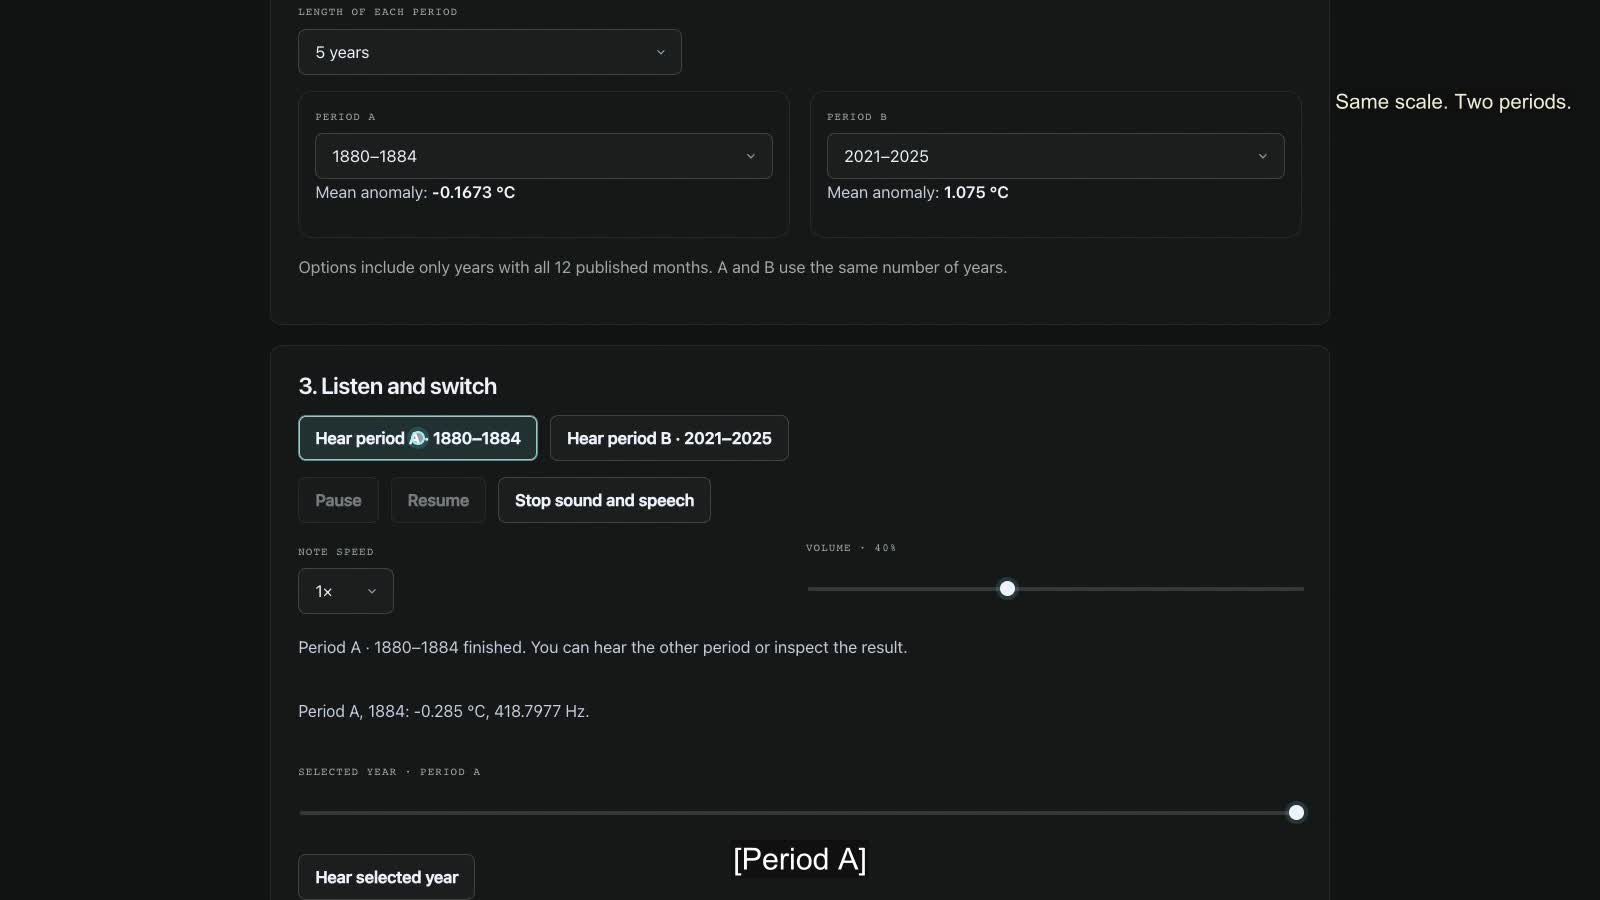 LENGTH OF EACH PERIOD
5 years
Same scale. Two periods.
PERIOD A
1880–1884
Mean anomaly: -0.1673 °C
PERIOD B
2021–2025
Mean anomaly: 1.075 °C
Options include only years with all 12 published months. A and B use the same number of years.
3. Listen and switch
Hear period A · 1880–1884
Hear period B · 2021–2025
Pause
Resume
Stop sound and speech
NOTE SPEED
1×
VOLUME · 40%
Period A · 1880–1884 finished. You can hear the other period or inspect the result.
Period A, 1884: -0.285 °C, 418.7977 Hz.
SELECTED YEAR · PERIOD A
[Period A]
Hear selected year